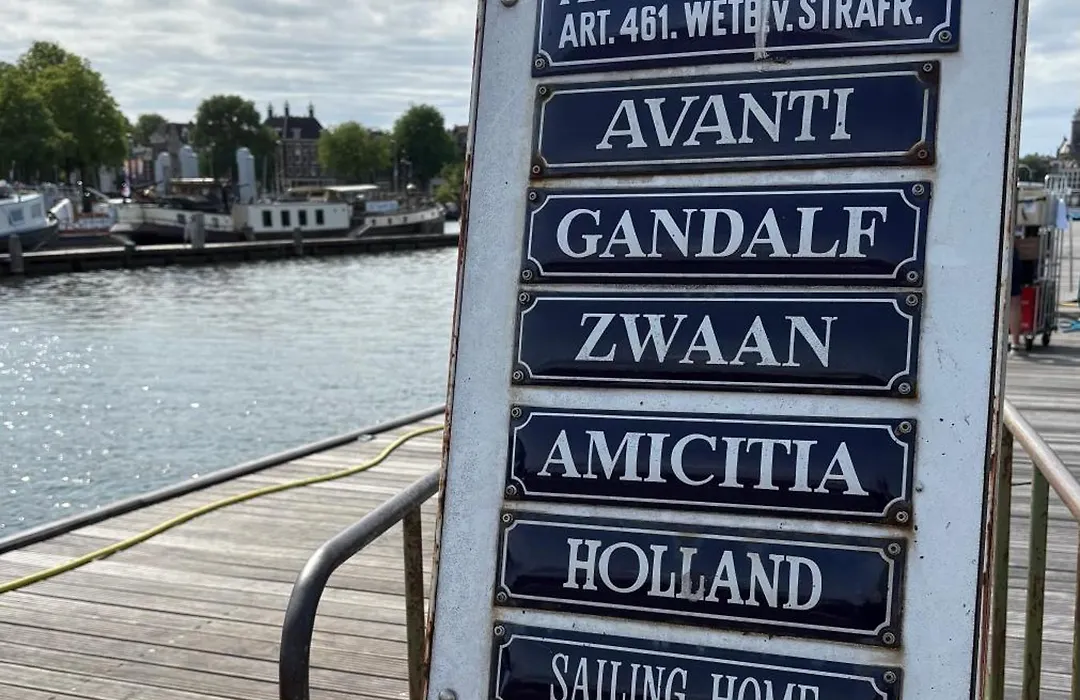 ART. 461. WETB. V. STRAFR.
AVANTI
GANDALF
ZWAAN
AMICITIA
HOLLAND
SAILING HOME